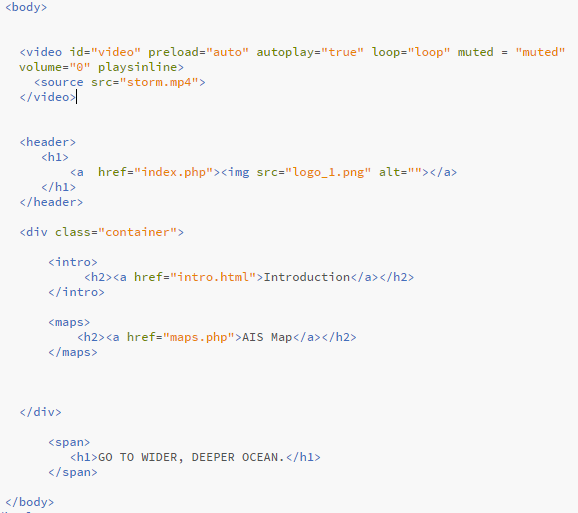 <body>
<video id="video" preload="auto" autoplay="true" loop="loop" muted = "muted"
volume="0" playsinline>
<source src="storm.mp4">
</video>
<header>
<h1>
<a  href="index.php"><img src="logo_1.png" alt=""></a>
</h1>
</header>
<div class="container">
<intro>
<h2><a href="intro.html">Introduction</a></h2>
</intro>
<maps>
<h2><a href="maps.php">AIS Map</a></h2>
</maps>
</div>
<span>
<h1>GO TO WIDER, DEEPER OCEAN.</h1>
</span>
</body>